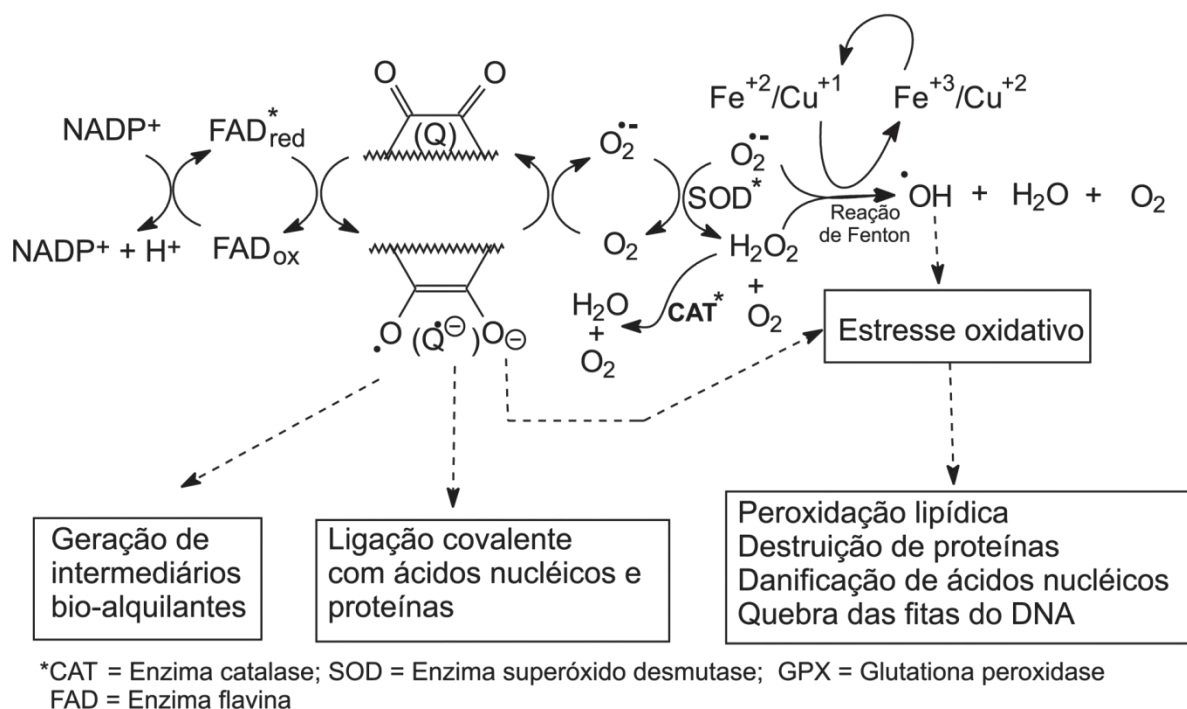 O O
(Q)
NADP+ FAD*red
NADP+ + H+ FADox
•O (Q•⊖) O⊖
O2•-
O2
SOD*
O2•-
H2O2
+
O2
CAT*
H2O
+
O2
Fe+2/Cu+1 Fe+3/Cu+2
Reação
de Fenton
•OH + H2O + O2
Estresse oxidativo
Geração de
intermediários
bio-alquilantes
Ligação covalente
com ácidos nucléicos e
proteínas
Peroxidação lipídica
Destruição de proteínas
Danificação de ácidos nucléicos
Quebra das fitas do DNA
*CAT = Enzima catalase; SOD = Enzima superóxido desmutase; GPX = Glutationa peroxidase
FAD = Enzima flavina